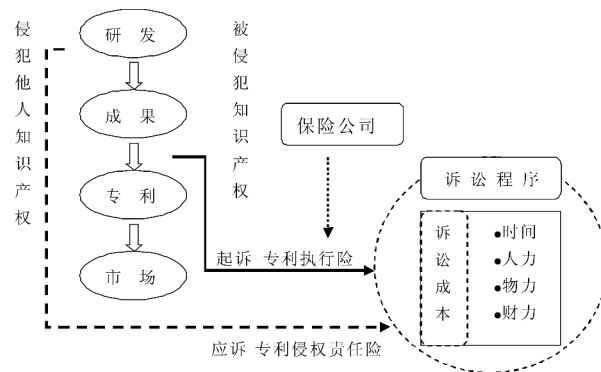 侵犯他人知识产权
研 发
成 果
专 利
市 场
被侵犯知识产权
保险公司
诉 讼 程 序
诉讼成本
●时间
●人力
●物力
●财力
起诉 专利执行险
应诉 专利侵权责任险